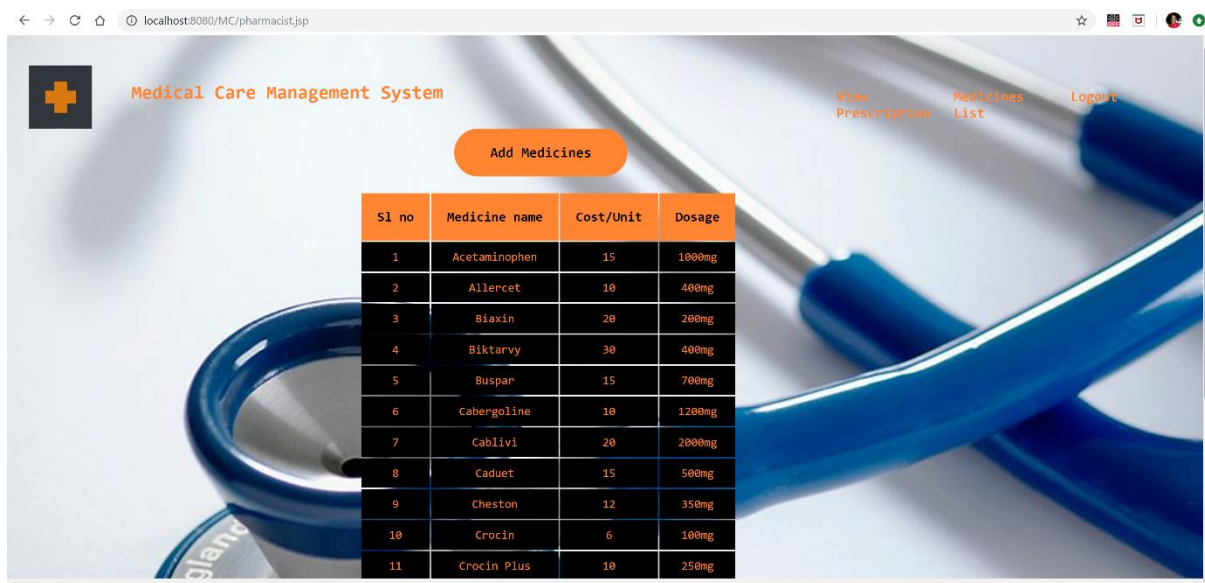 localhost:8080/MC/pharmacist.jsp
Medical Care Management System
View Prescription
Medicines List
Logout
Add Medicines
Sl no Medicine name Cost/Unit Dosage
1 Acetaminophen 15 1000mg
2 Allercet 10 400mg
3 Biaxin 20 200mg
4 Biktarvy 30 400mg
5 Buspar 15 700mg
6 Cabergoline 10 1200mg
7 Cablivi 20 2000mg
8 Caduet 15 500mg
9 Cheston 12 350mg
10 Crocin 6 100mg
11 Crocin Plus 10 250mg
gland